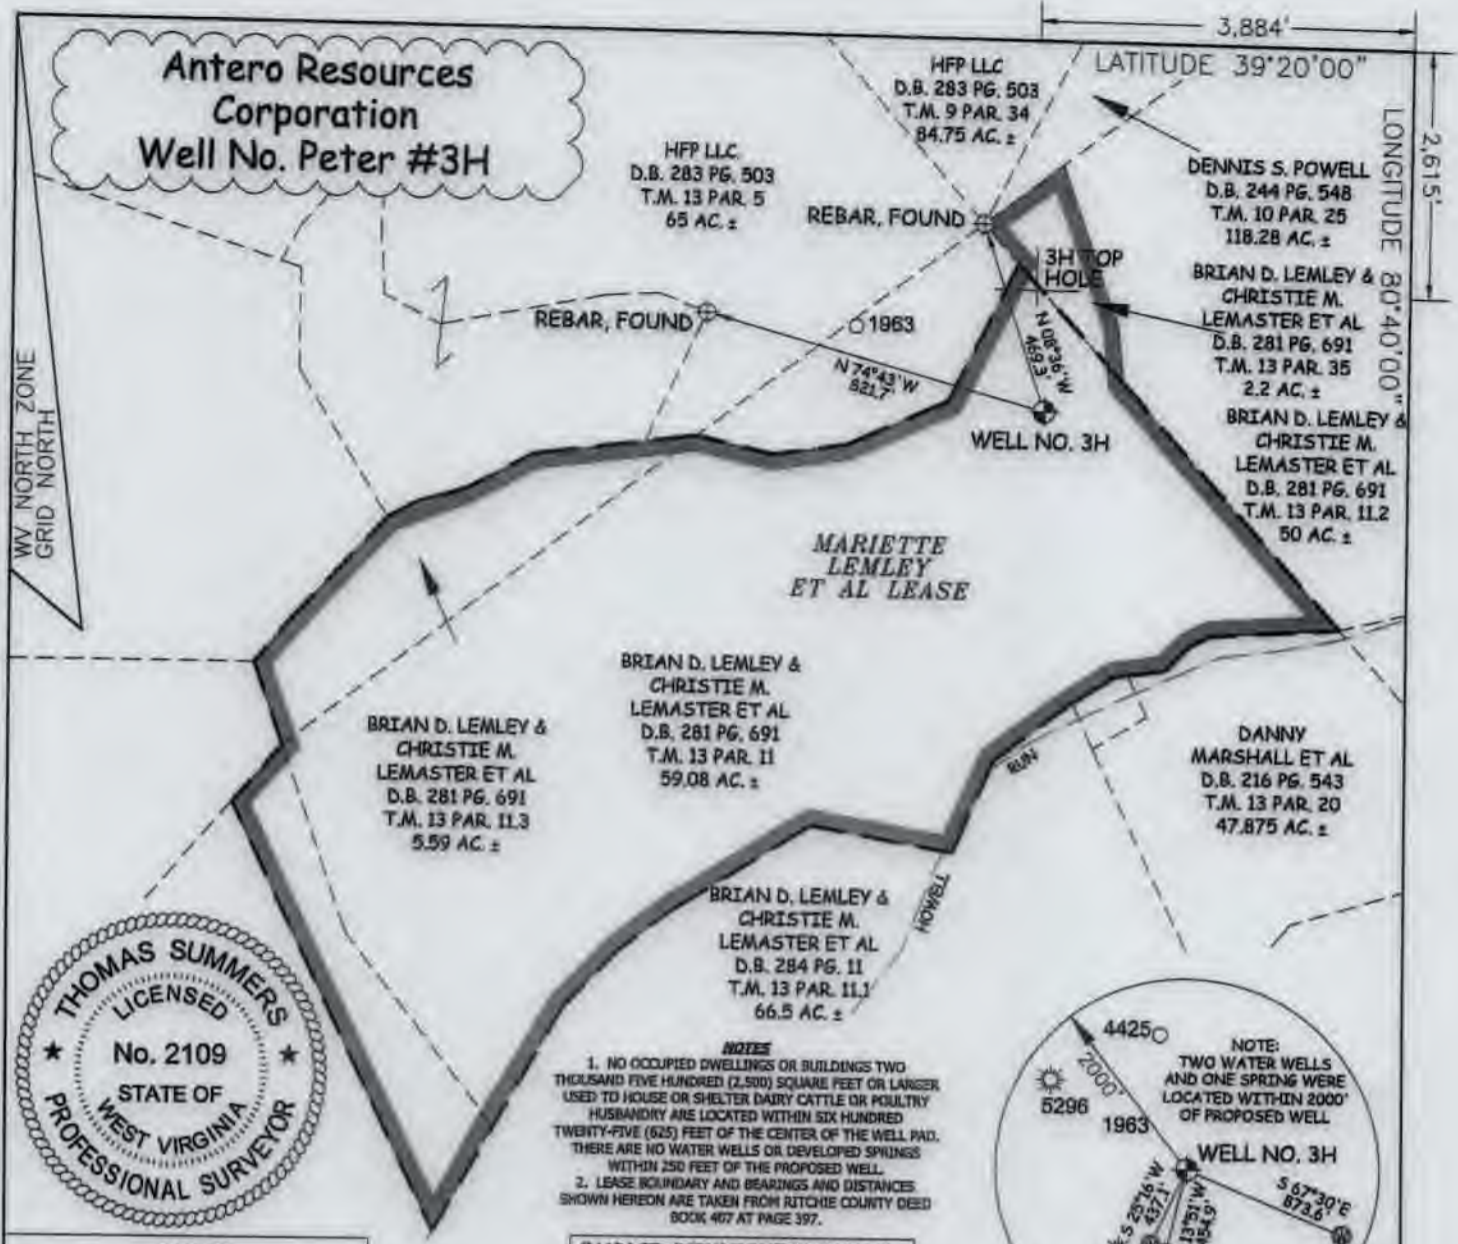 Antero Resources
Corporation
Well No. Peter #3H
3,884'
LATITUDE 39°20'00"
2,615'
LONGITUDE 80°40'00"
HFP LLC
D.B. 283 PG. 503
T.M. 9 PAR. 34
84.75 AC. ±
HFP LLC.
D.B. 283 PG. 503
T.M. 13 PAR. 5
65 AC. ±
DENNIS S. POWELL
D.B. 244 PG. 548
T.M. 10 PAR. 25
118.28 AC. ±
REBAR, FOUND
3H TOP
HOLE
BRIAN D. LEMLEY &
CHRISTIE M.
LEMASTER ET AL
D.B. 281 PG. 691
T.M. 13 PAR. 35
2.2 AC. ±
REBAR, FOUND
1963
N 74°43' W
821.7'
N 08°36' W
469.3'
WELL NO. 3H
BRIAN D. LEMLEY &
CHRISTIE M.
LEMASTER ET AL
D.B. 281 PG. 691
T.M. 13 PAR. 11.2
50 AC. ±
WV NORTH ZONE
GRID NORTH
MARIETTE
LEMLEY
ET AL LEASE
BRIAN D. LEMLEY &
CHRISTIE M.
LEMASTER ET AL
D.B. 281 PG. 691
T.M. 13 PAR. 11
59.08 AC. ±
BRIAN D. LEMLEY &
CHRISTIE M.
LEMASTER ET AL
D.B. 281 PG. 691
T.M. 13 PAR. 11.3
5.59 AC. ±
RUN
DANNY
MARSHALL ET AL
D.B. 216 PG. 543
T.M. 13 PAR. 20
47.875 AC. ±
HOWELL
BRIAN D. LEMLEY &
CHRISTIE M.
LEMASTER ET AL
D.B. 284 PG. 11
T.M. 13 PAR. 11.1
66.5 AC. ±
THOMAS SUMMERS
LICENSED
No. 2109
STATE OF
WEST VIRGINIA
PROFESSIONAL SURVEYOR
NOTES
1. NO OCCUPIED DWELLINGS OR BUILDINGS TWO
THOUSAND FIVE HUNDRED (2,500) SQUARE FEET OR LARGER
USED TO HOUSE OR SHELTER DAIRY CATTLE OR POULTRY
HUSBANDRY ARE LOCATED WITHIN SIX HUNDRED
TWENTY-FIVE (625) FEET OF THE CENTER OF THE WELL PAD.
THERE ARE NO WATER WELLS OR DEVELOPED SPRINGS
WITHIN 250 FEET OF THE PROPOSED WELL.
2. LEASE BOUNDARY AND BEARINGS AND DISTANCES
SHOWN HEREON ARE TAKEN FROM RITCHIE COUNTY DEED
BOOK 407 AT PAGE 397.
4425
2000'
5296
1963
NOTE:
TWO WATER WELLS
AND ONE SPRING WERE
LOCATED WITHIN 2000'
OF PROPOSED WELL
WELL NO. 3H
S 67°30'E
873.6'
S 25°16' W
437.1'
13°51' W